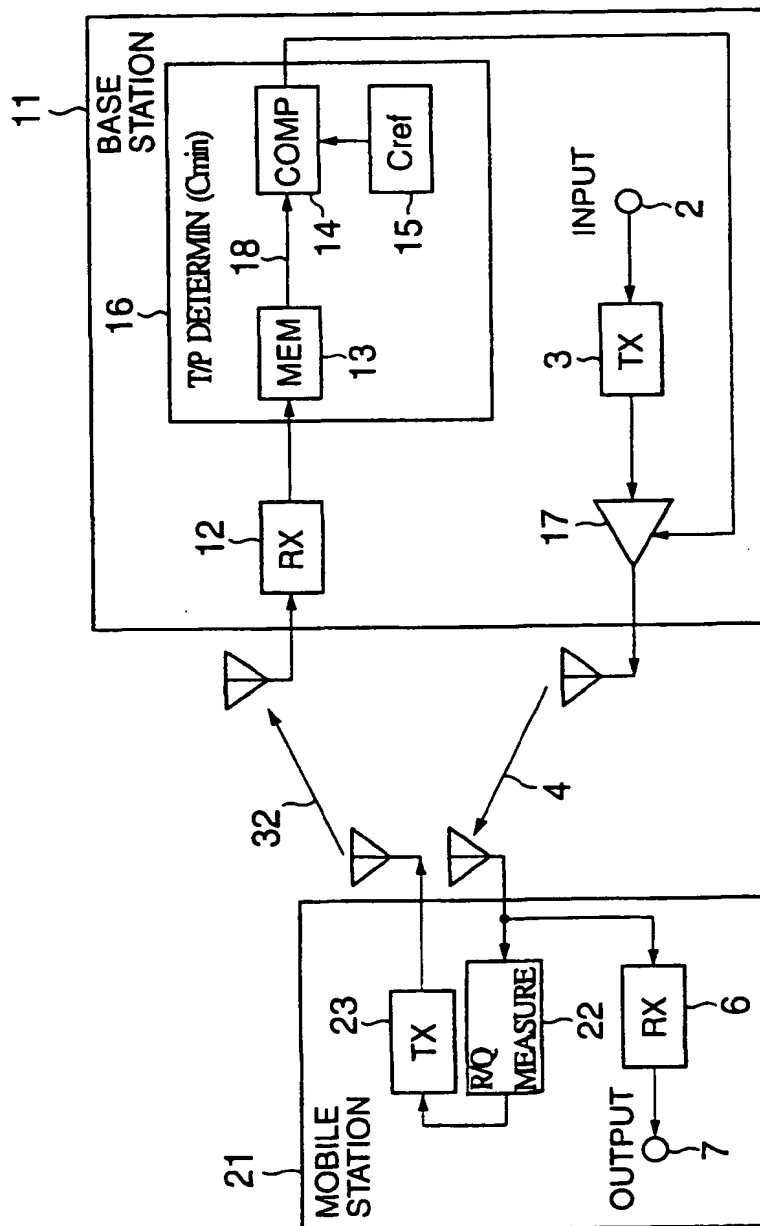 11
BASE
STATION
16
T/P DETERMIN (Cmin)
18
MEM
13
COMP
14
Cref
15
12
RX
INPUT
2
3
TX
17
32
4
21
MOBILE
STATION
23
TX
R/Q
MEASURE
22
RX
6
OUTPUT
7